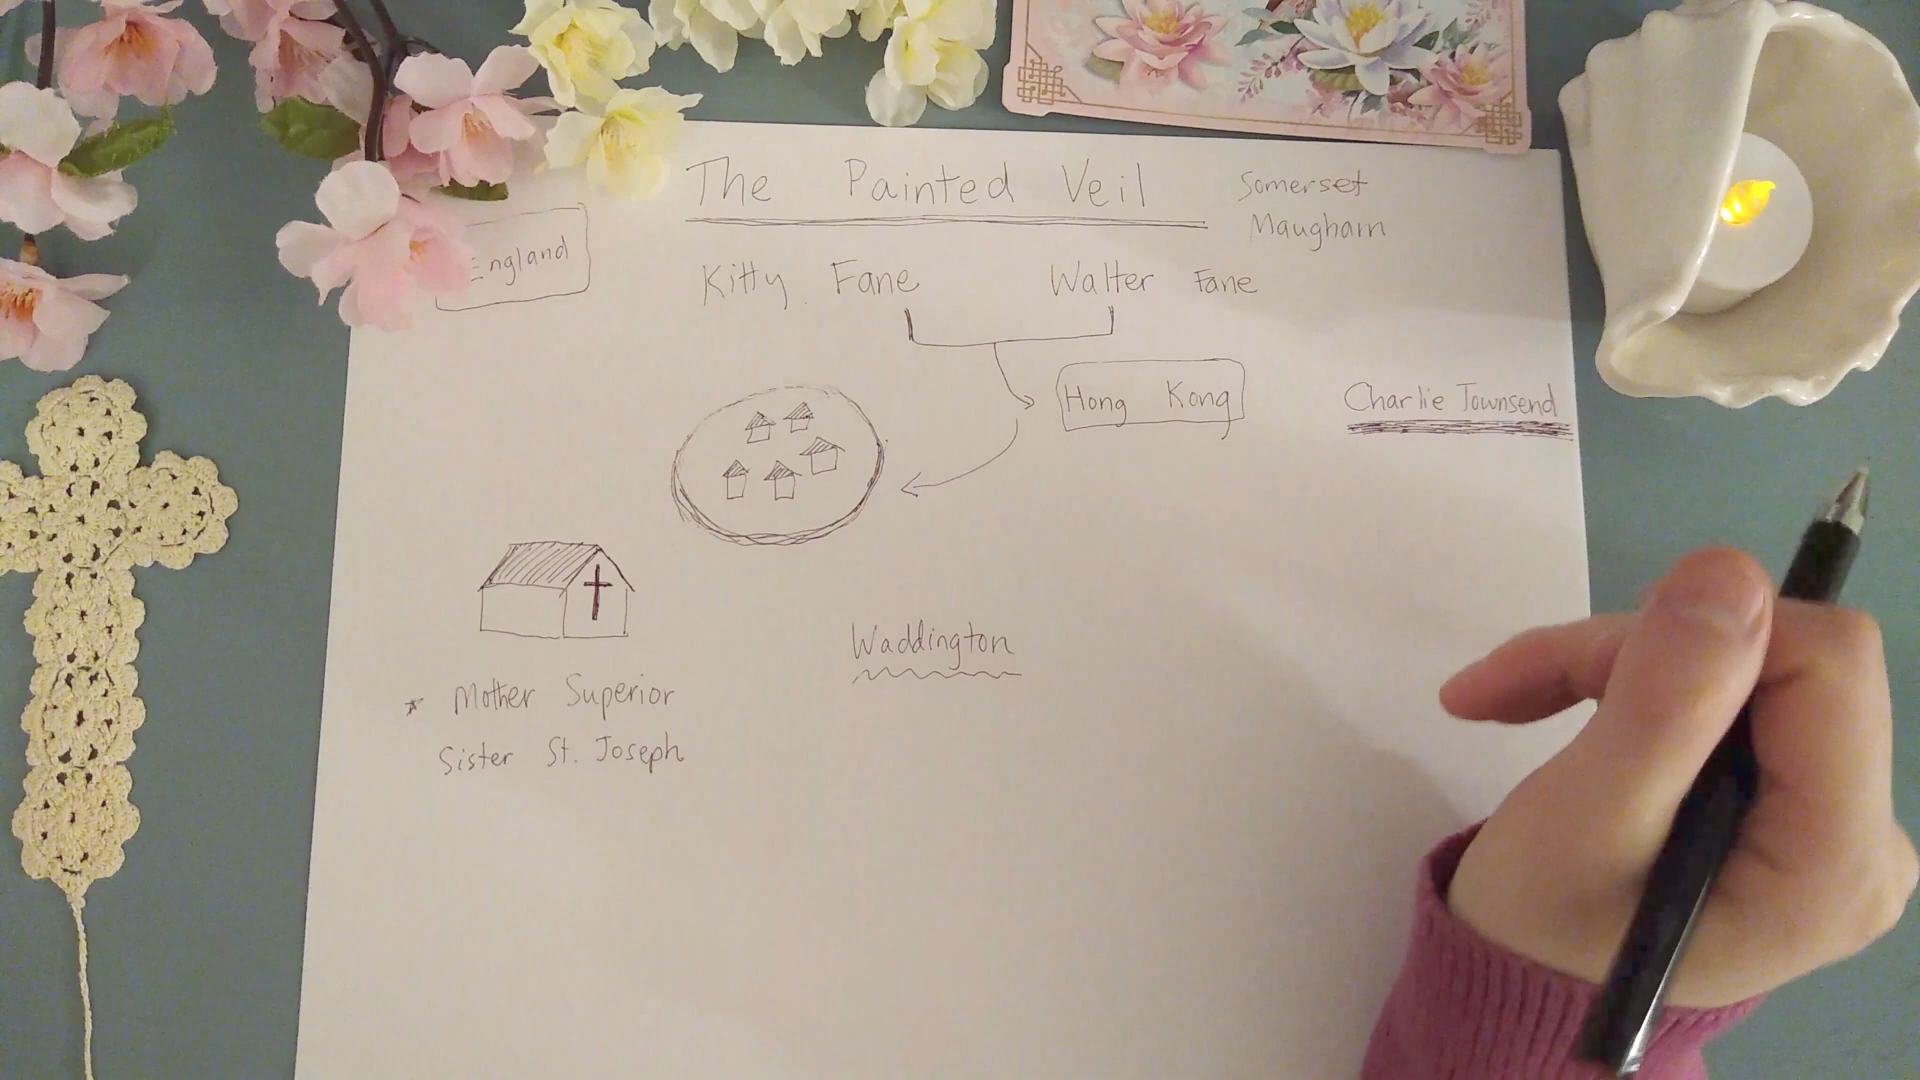 The Painted Veil
Somerset
Maugham
England
Kitty Fane
Walter Fane
Hong Kong
Charlie Townsend
Waddington
* Mother Superior
Sister St. Joseph